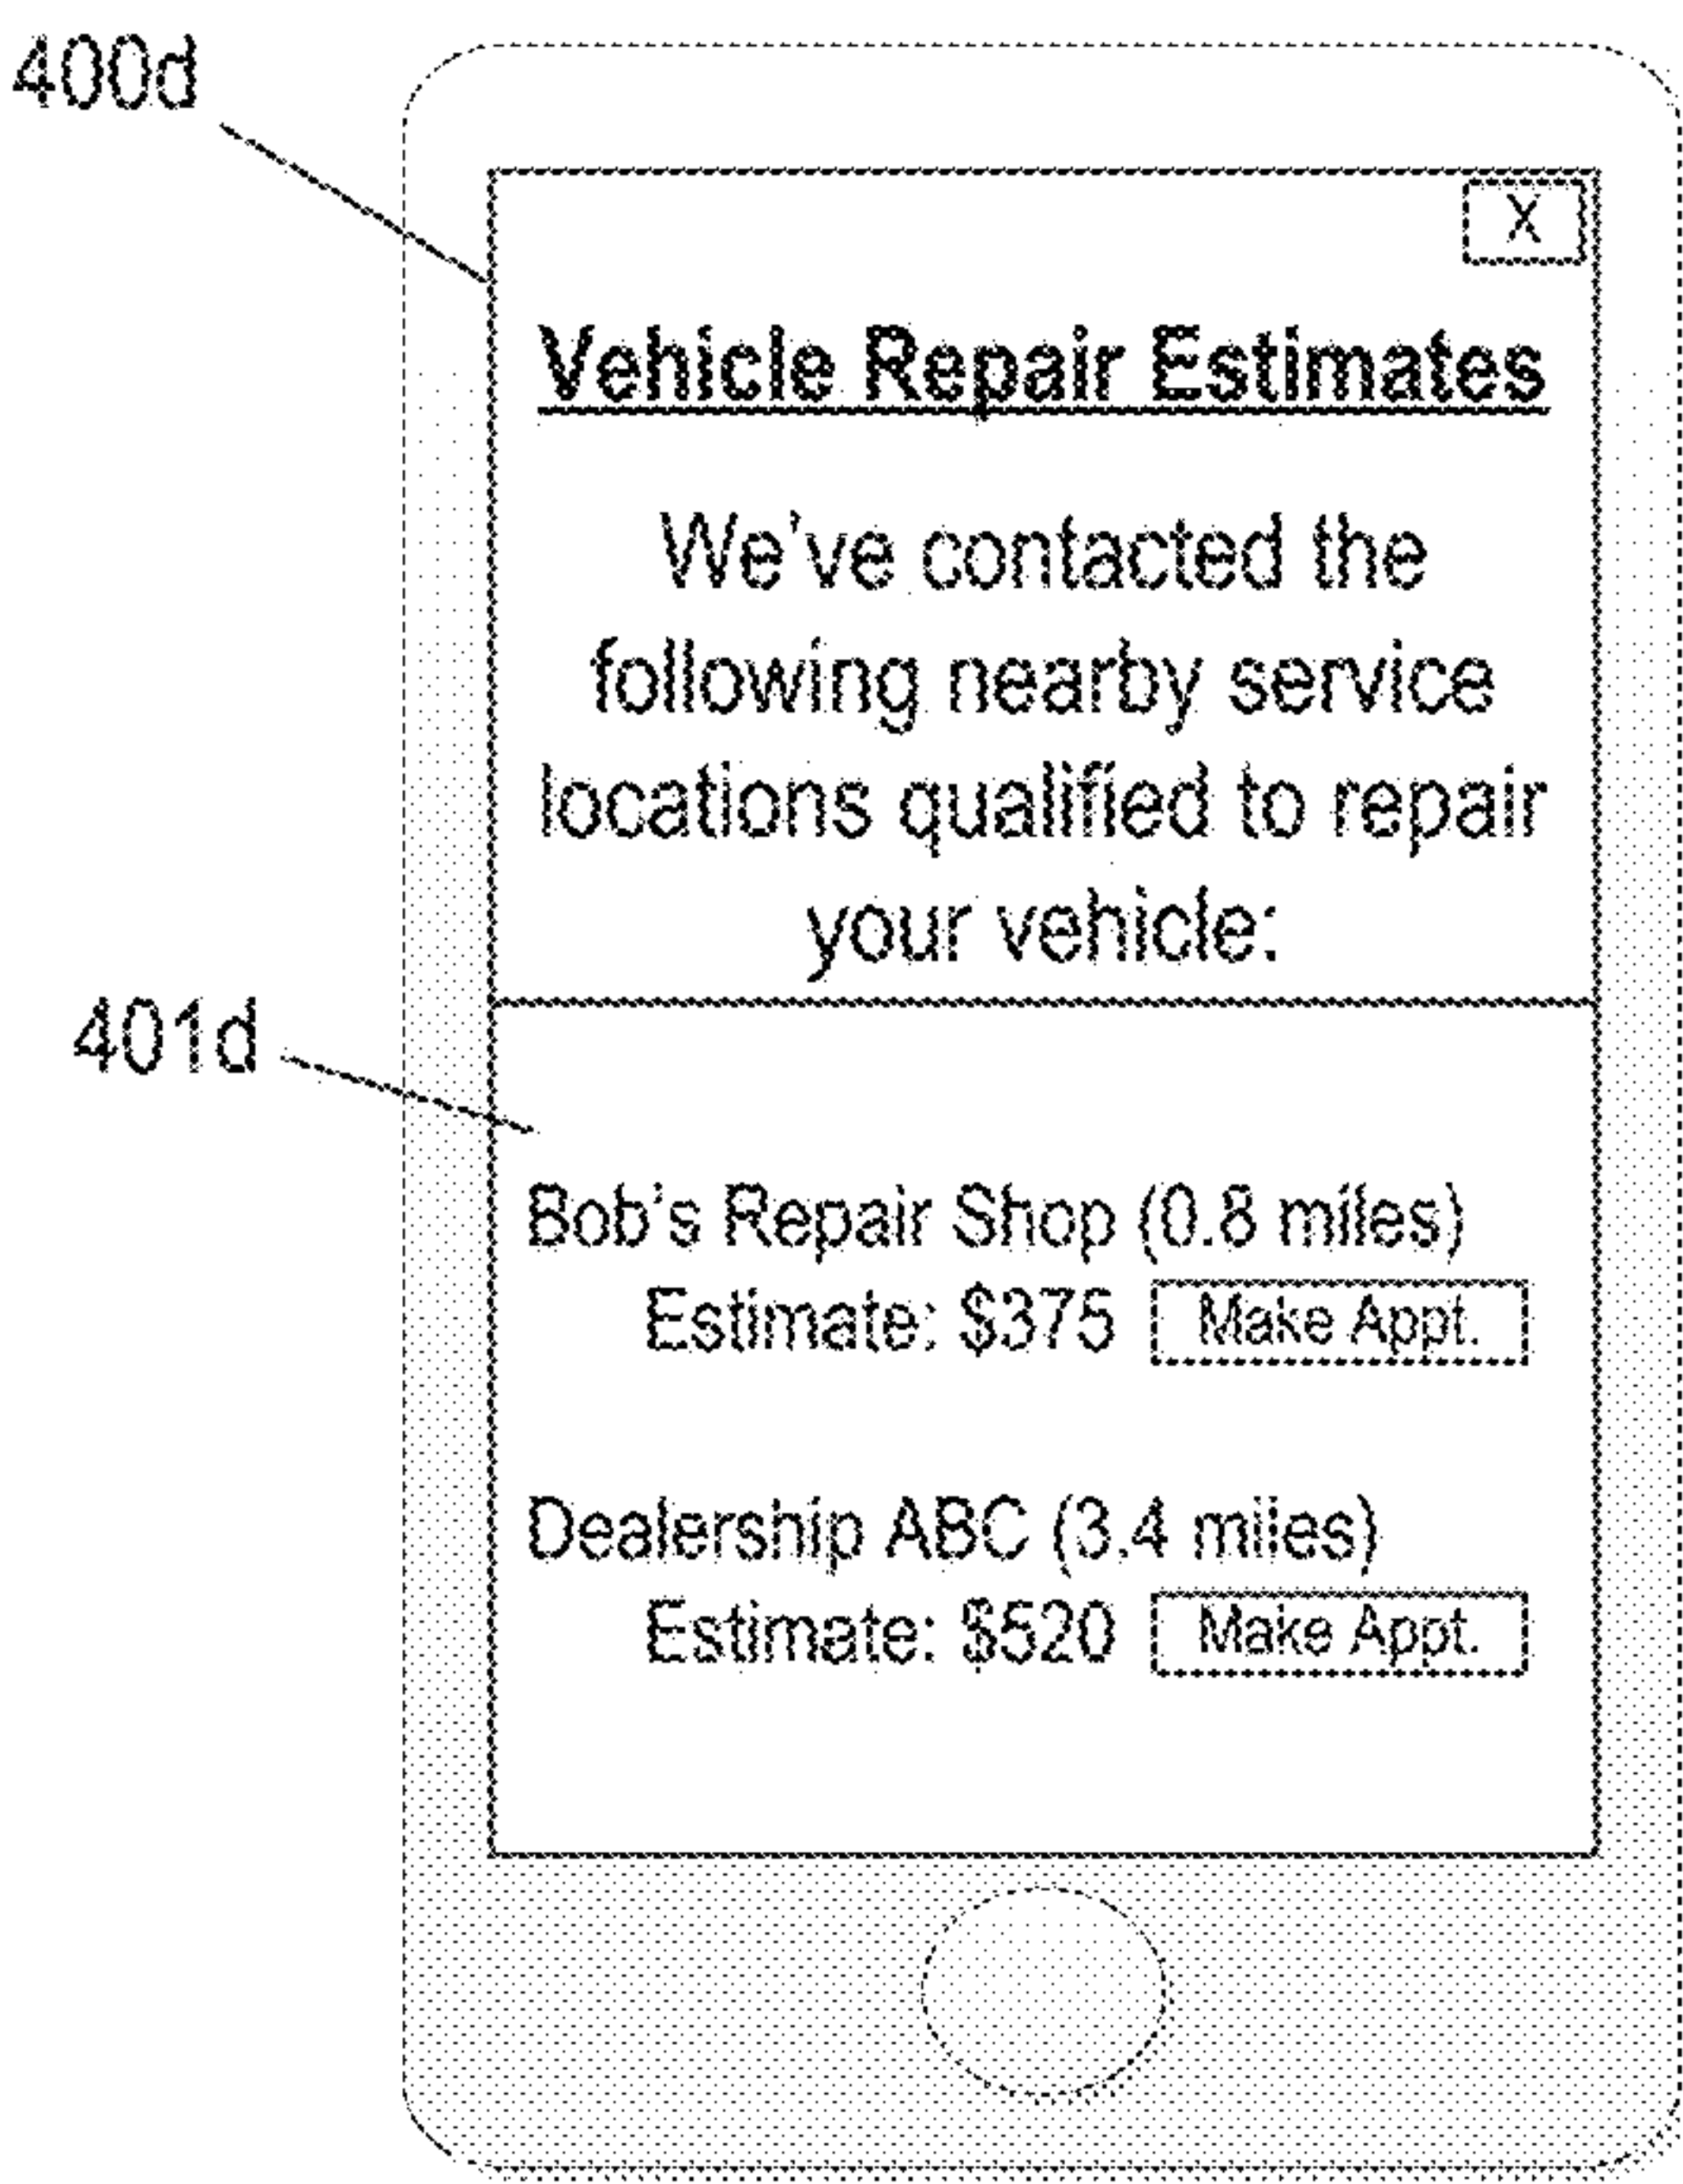 400d
X
Vehicle Repair Estimates
We've contacted the
following nearby service
locations qualified to repair
your vehicle:
401d
Bob's Repair Shop (0.8 miles)
Estimate: $375 Make Appt.
Dealership ABC (3.4 miles)
Estimate: $520 Make Appt.